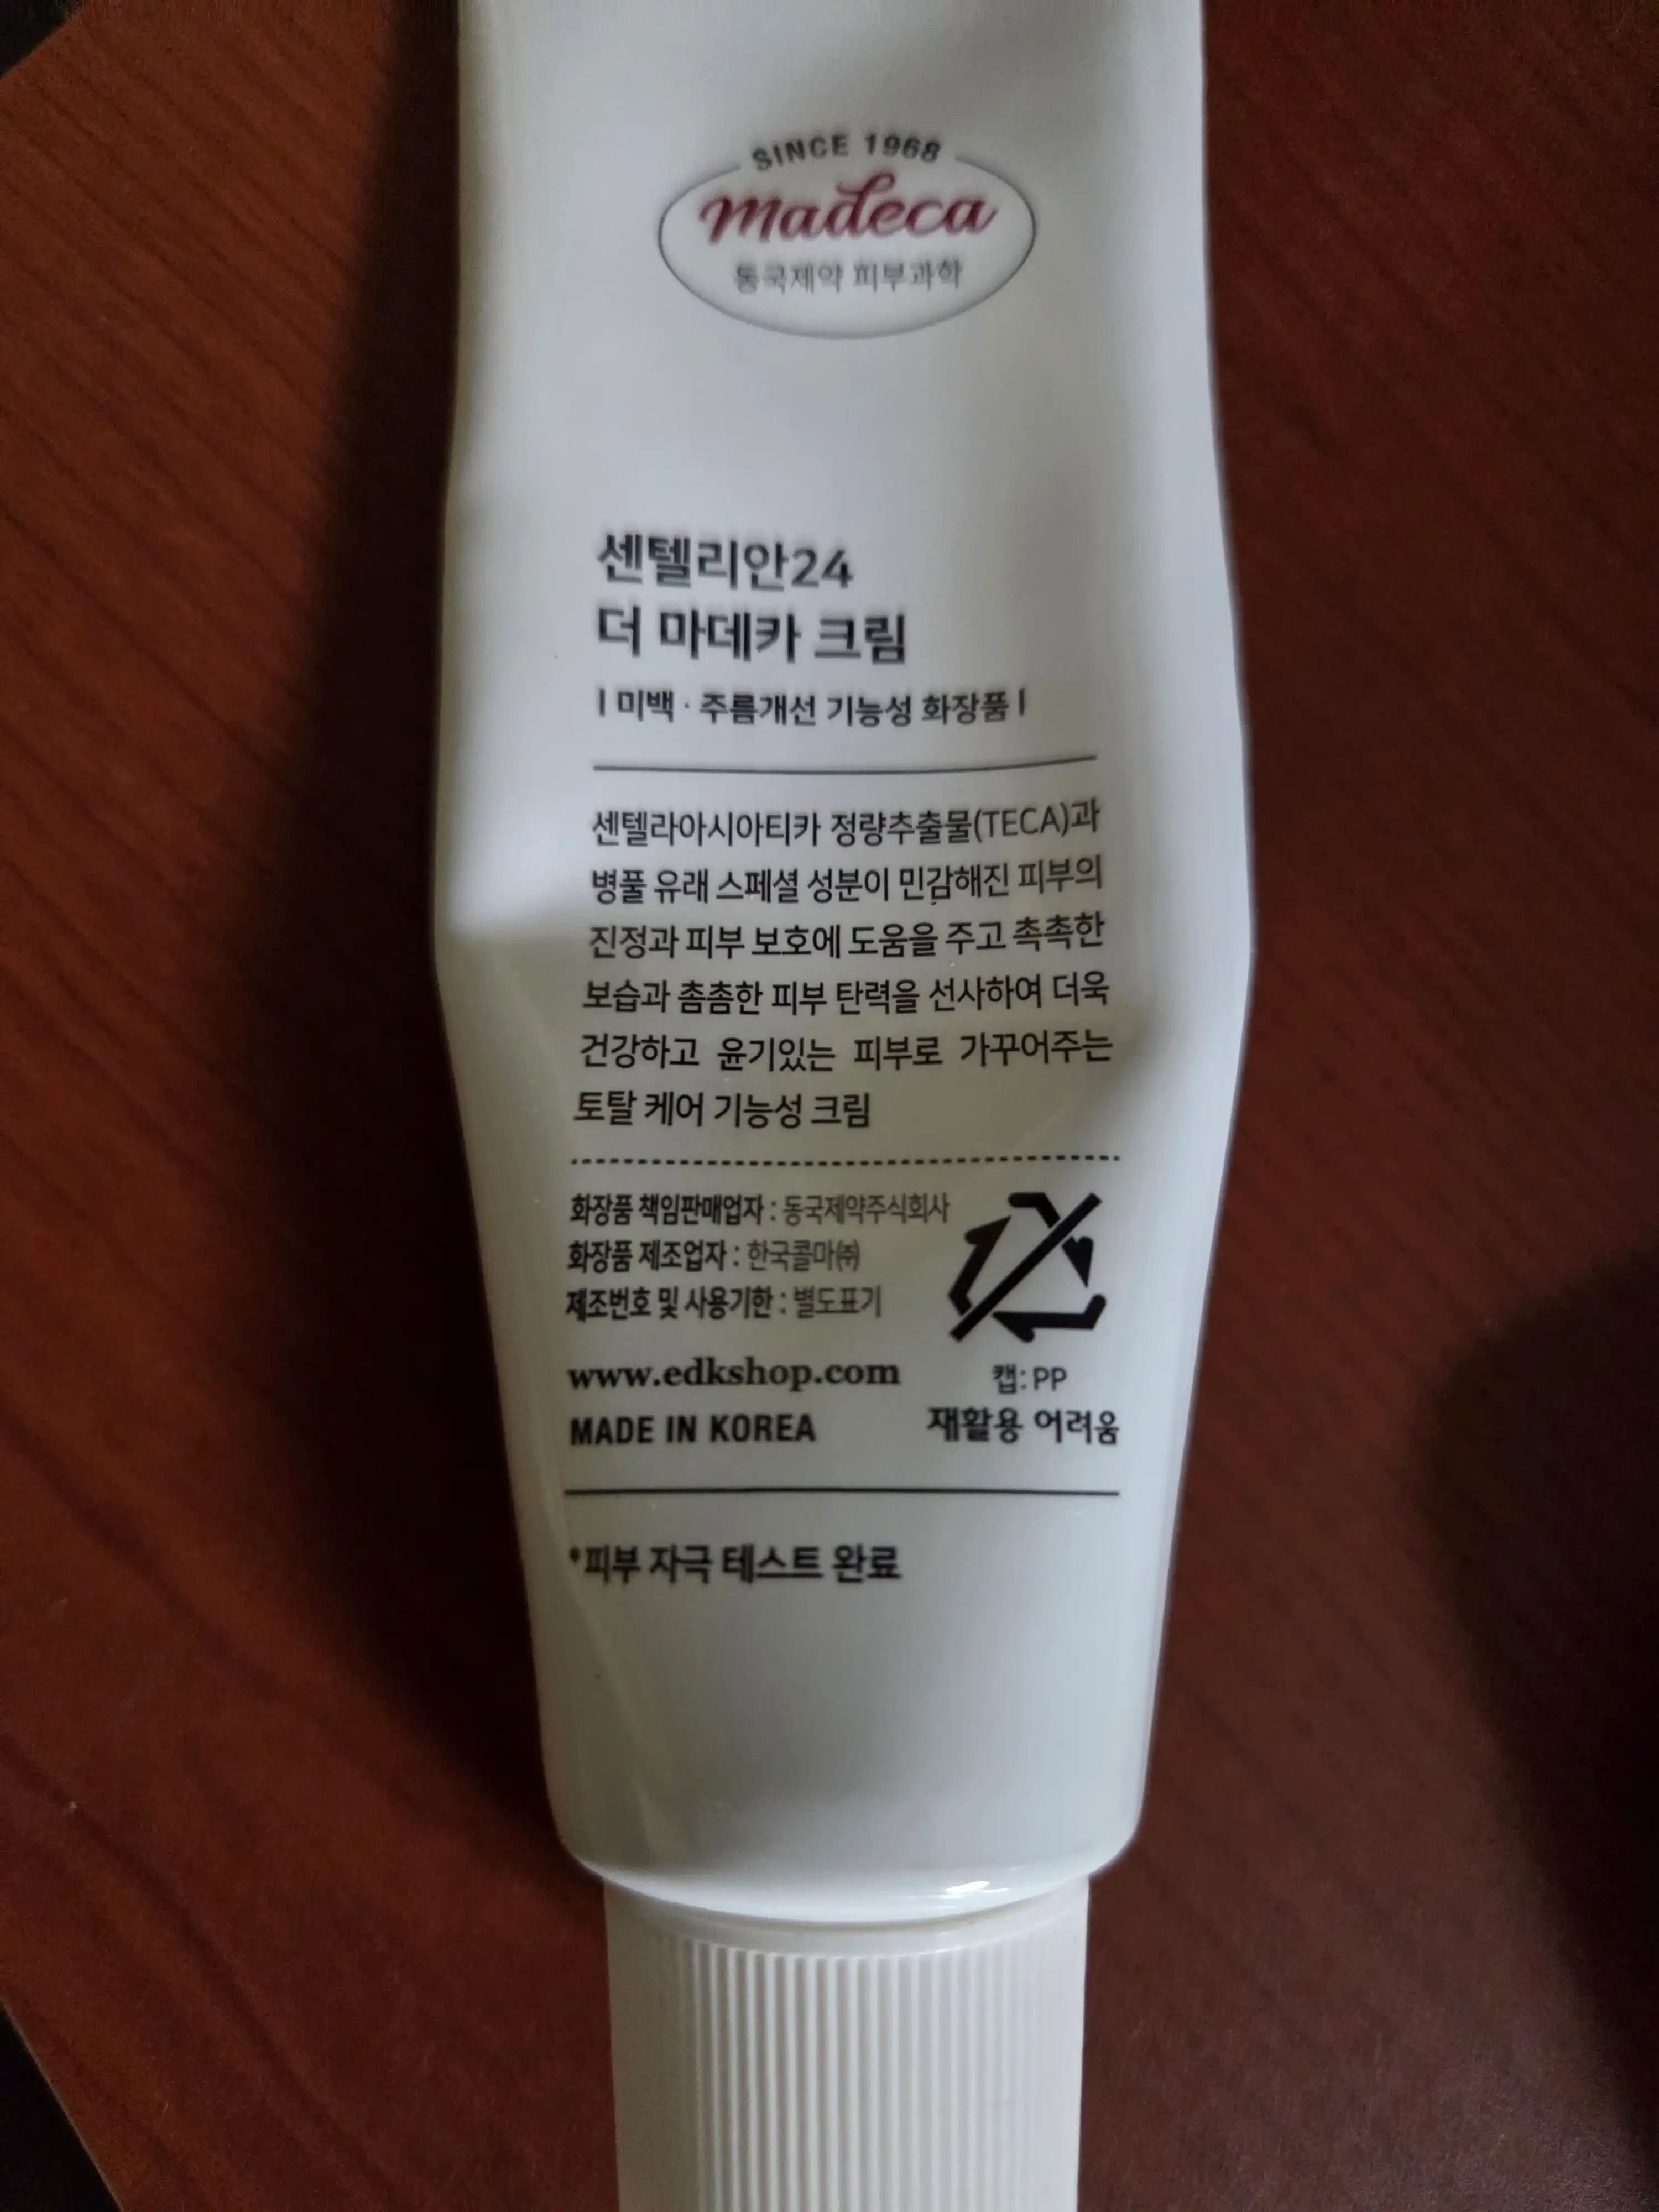 SINCE 1968
Madeca
동국제약 피부과학
센텔리안24
더 마데카 크림
| 미백 · 주름개선 기능성 화장품 |
센텔라아시아티카 정량추출물(TECA)과
병풀 유래 스페셜 성분이 민감해진 피부의
진정과 피부 보호에 도움을 주고 촉촉한
보습과 촘촘한 피부 탄력을 선사하여 더욱
건강하고 윤기있는 피부로 가꾸어주는
토탈 케어 기능성 크림
화장품 책임판매업자 : 동국제약주식회사
화장품 제조업자 : 한국콜마㈜
제조번호 및 사용기한 : 별도표기
www.edkshop.com
MADE IN KOREA
캡: PP
재활용 어려움
*피부 자극 테스트 완료